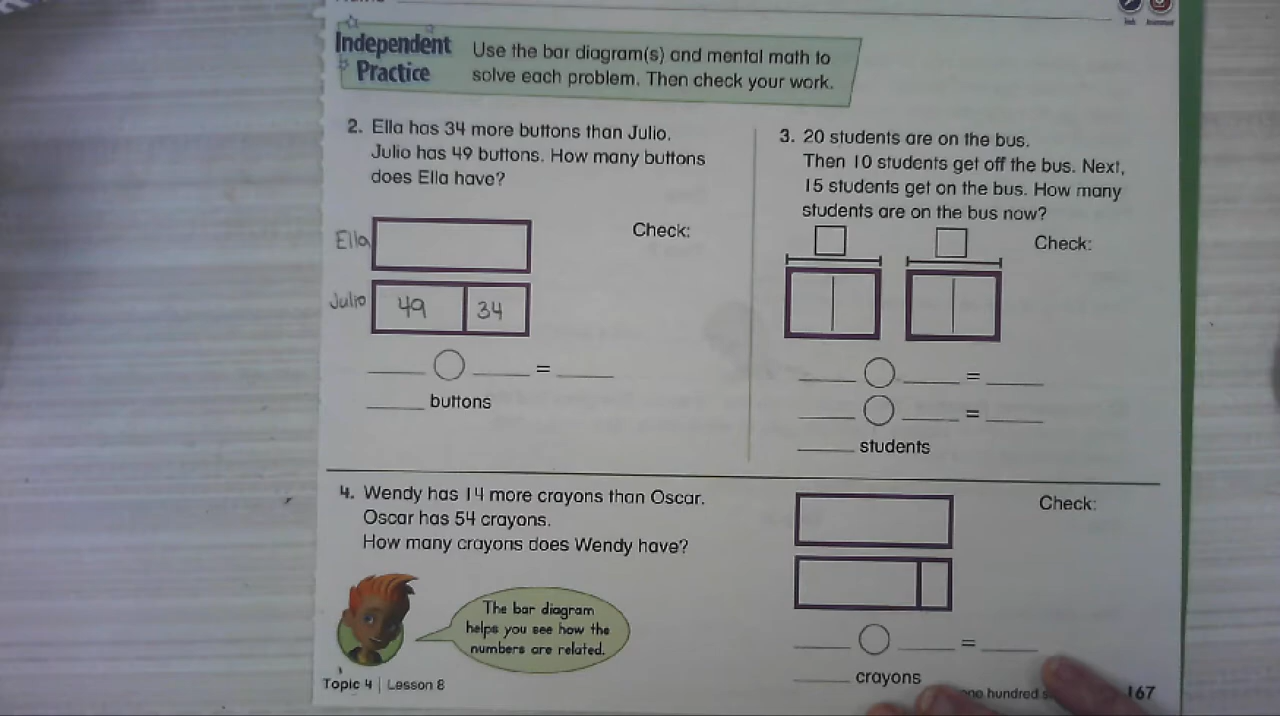 Independent
Practice
Use the bar diagram(s) and mental math to
solve each problem. Then check your work.
2. Ella has 34 more buttons than Julio.
Julio has 49 buttons. How many buttons
does Ella have?
Ella
Check:
Julio 49 34
=
buttons
3. 20 students are on the bus.
Then 10 students get off the bus. Next,
15 students get on the bus. How many
students are on the bus now?
Check:
=
=
students
4. Wendy has 14 more crayons than Oscar.
Oscar has 54 crayons.
How many crayons does Wendy have?
Check:
The bar diagram
helps you see how the
numbers are related.
=
crayons
Topic 4 | Lesson 8
one hundred
167